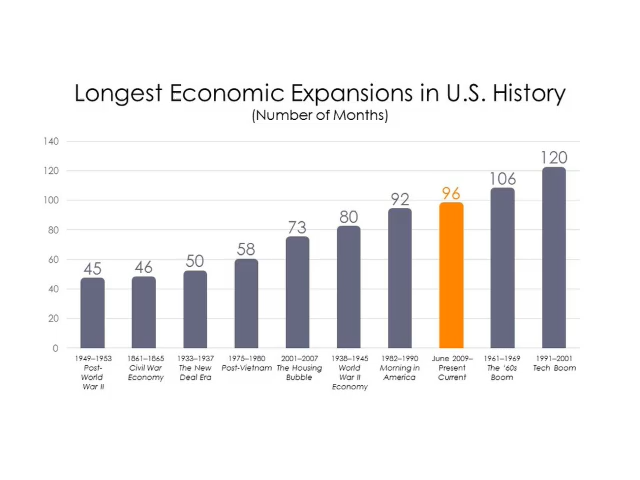 Longest Economic Expansions in U.S. History
(Number of Months)
140
120
100
80
60
40
20
0
45
46
50
58
73
80
92
96
106
120
1949–1953
Post-
World
War II
1861–1865
Civil War
Economy
1933–1937
The New
Deal Era
1975–1980
Post-Vietnam
2001–2007
The Housing
Bubble
1938–1945
World
War II
Economy
1982–1990
Morning in
America
June 2009–
Present
Current
1961–1969
The '60s
Boom
1991–2001
Tech Boom